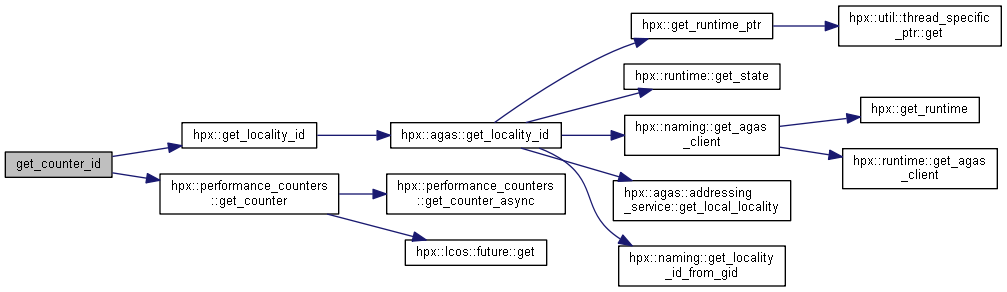 get_counter_id
hpx::get_locality_id
hpx::performance_counters
::get_counter
hpx::agas::get_locality_id
hpx::performance_counters
::get_counter_async
hpx::lcos::future::get
hpx::get_runtime_ptr
hpx::runtime::get_state
hpx::naming::get_agas
_client
hpx::agas::addressing
_service::get_local_locality
hpx::naming::get_locality
_id_from_gid
hpx::util::thread_specific
_ptr::get
hpx::get_runtime
hpx::runtime::get_agas
_client